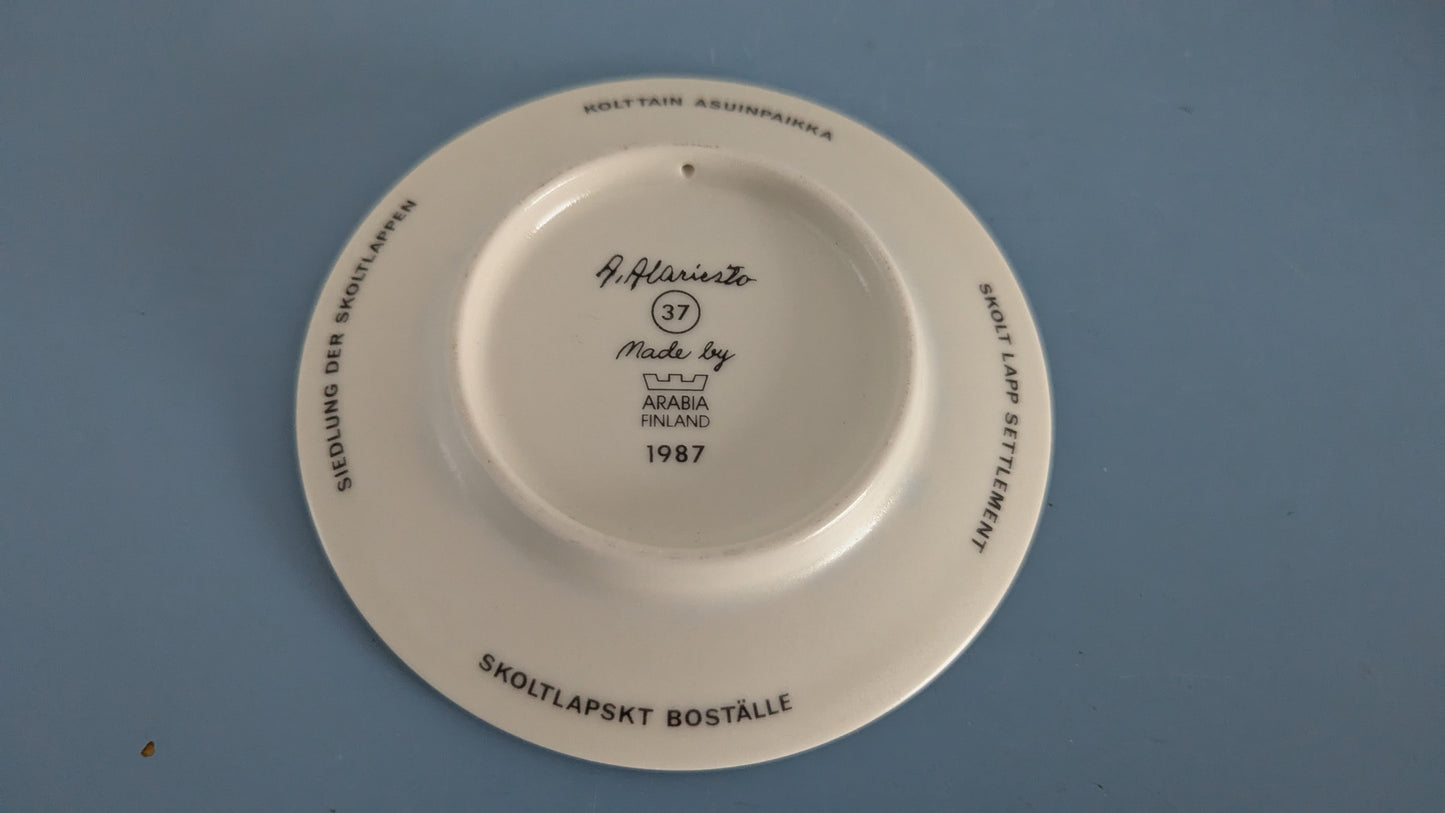 KOLTTAIN ASUINPAIKKA
SIEDLUNG DER SKOLTLAPPEN
SKOLT LAPP SETTLEMENT
A. Alariesto
37
Made by
ARABIA
FINLAND
1987
SKOLTLAPSKT BOSTÄLLE